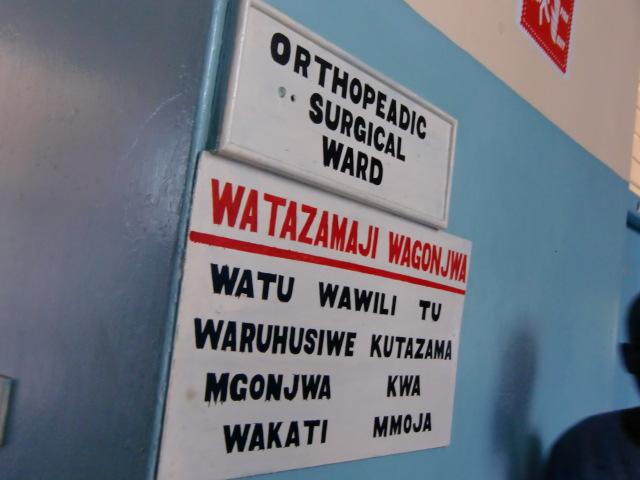 ORTHOPEADIC
SURGICAL
WARD
WATAZAMAJI WAGONJWA
WATU WAWILI TU
WARUHUSIWE KUTAZAMA
MGONJWA KWA
WAKATI MMOJA